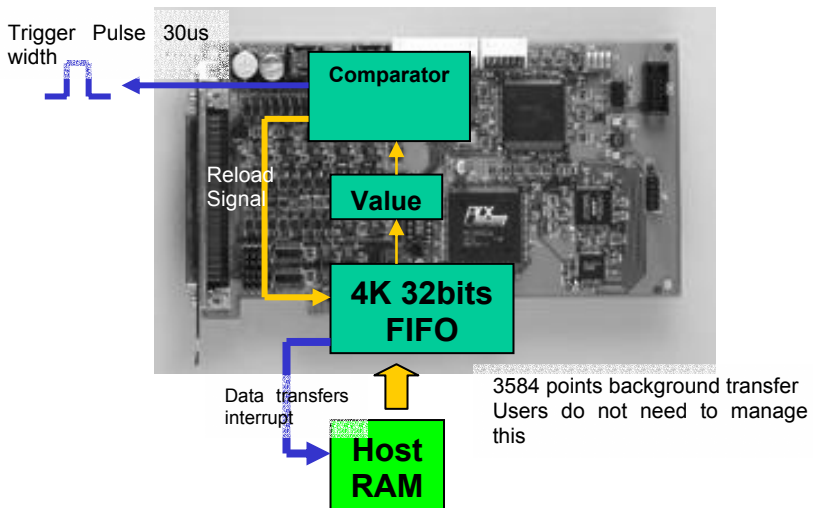 Trigger Pulse 30us
width
Comparator
Reload
Signal
Value
PLX
4K 32bits
FIFO
Data transfers
interrupt
3584 points background transfer
Users do not need to manage
this
Host
RAM